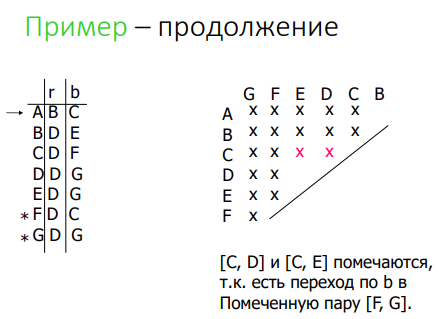 Пример – продолжение
r b
→ A B C
B D E
C D F
D D G
E D G
* F D C
* G D G
G F E D C B
A x x x x x
B x x x x x
C x x x x
D x x
E x x
F x
[C, D] и [C, E] помечаются,
т.к. есть переход по b в
Помеченную пару [F, G].